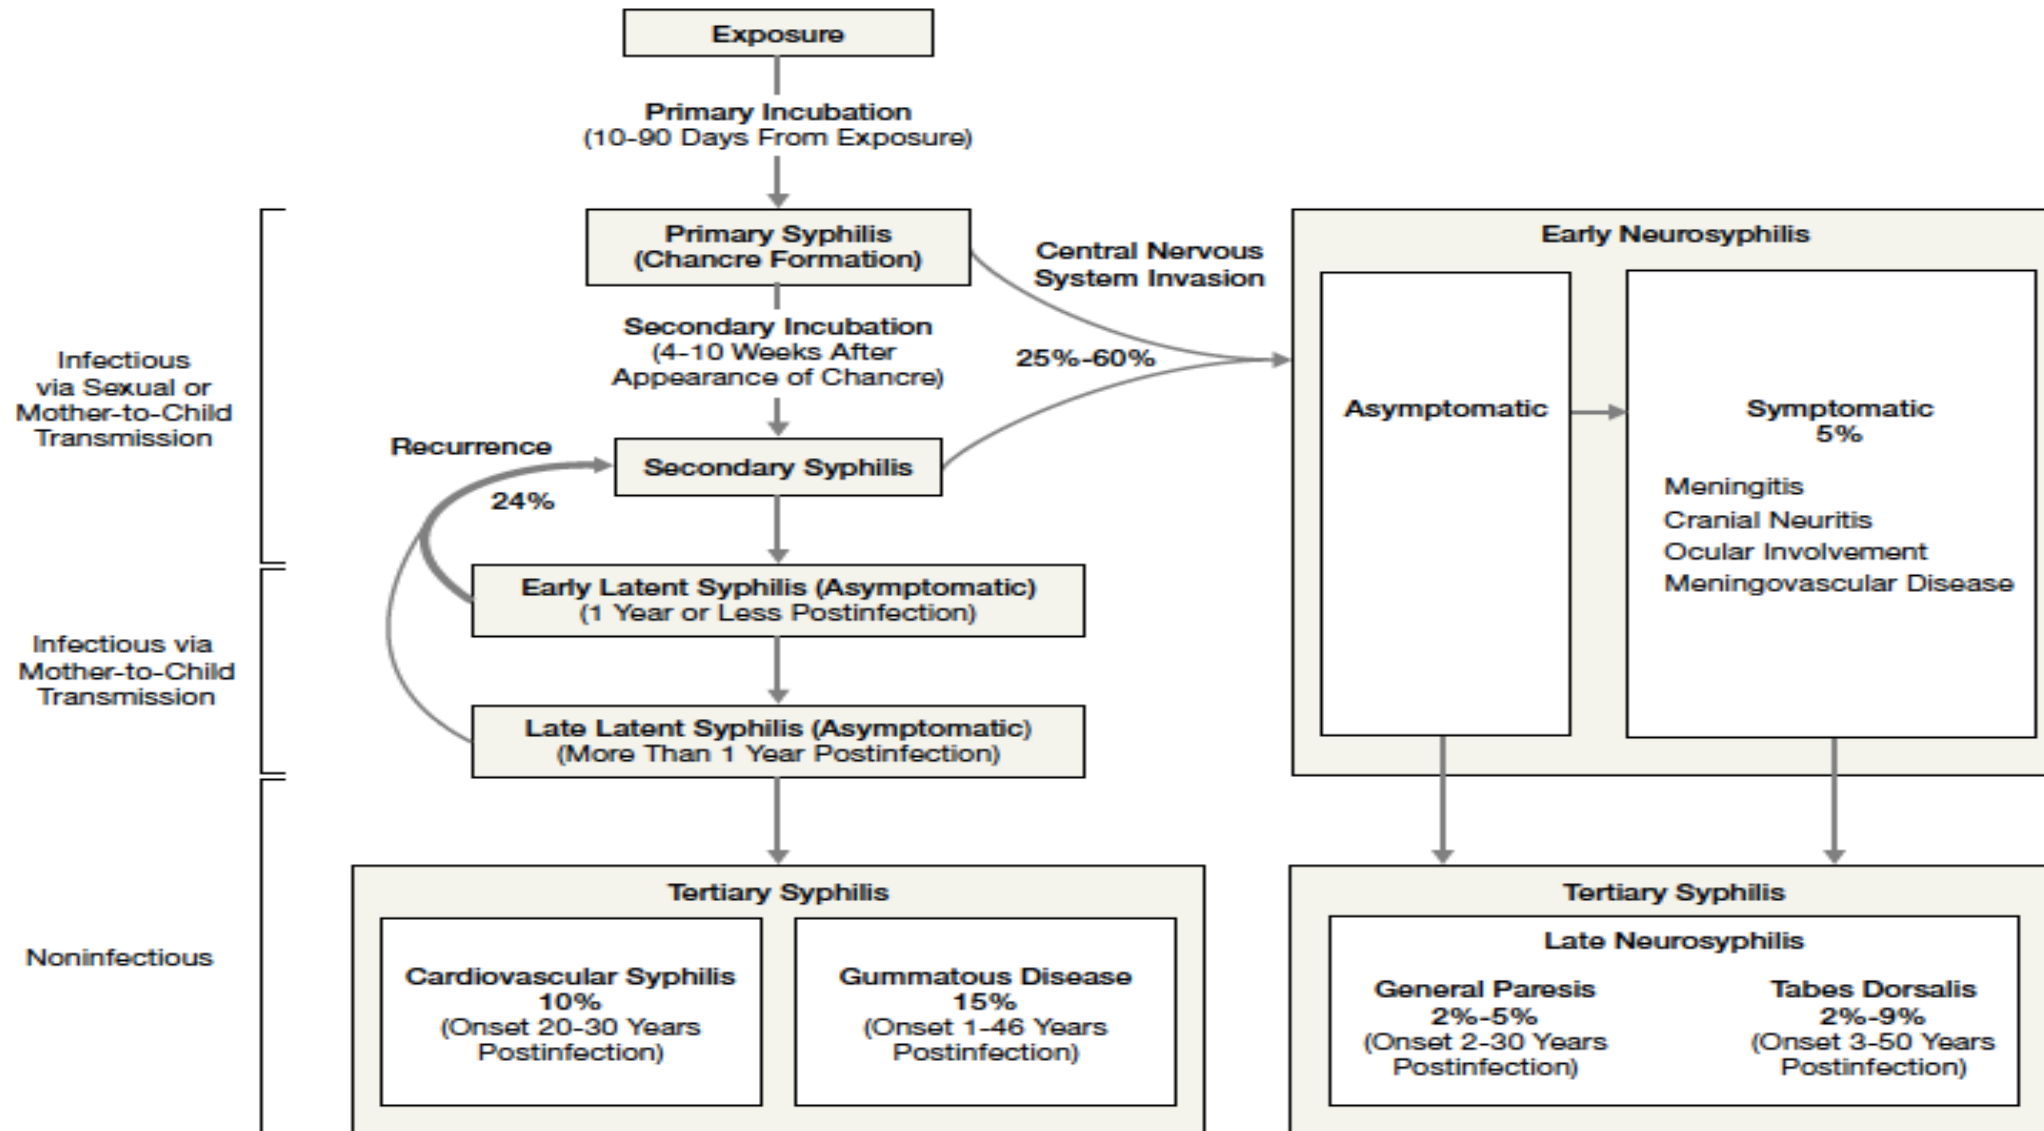 Exposure
Primary Incubation
(10-90 Days From Exposure)
Primary Syphilis
(Chancre Formation)
Secondary Incubation
(4-10 Weeks After
Appearance of Chancre)
Secondary Syphilis
Recurrence
24%
Early Latent Syphilis (Asymptomatic)
(1 Year or Less Postinfection)
Late Latent Syphilis (Asymptomatic)
(More Than 1 Year Postinfection)
Central Nervous
System Invasion
25%-60%
Early Neurosyphilis
Asymptomatic
Symptomatic
5%
Meningitis
Cranial Neuritis
Ocular Involvement
Meningovascular Disease
Infectious
via Sexual or
Mother-to-Child
Transmission
Infectious via
Mother-to-Child
Transmission
Noninfectious
Tertiary Syphilis
Cardiovascular Syphilis
10%
(Onset 20-30 Years
Postinfection)
Gummatous Disease
15%
(Onset 1-46 Years
Postinfection)
Tertiary Syphilis
Late Neurosyphilis
General Paresis
2%-5%
(Onset 2-30 Years
Postinfection)
Tabes Dorsalis
2%-9%
(Onset 3-50 Years
Postinfection)